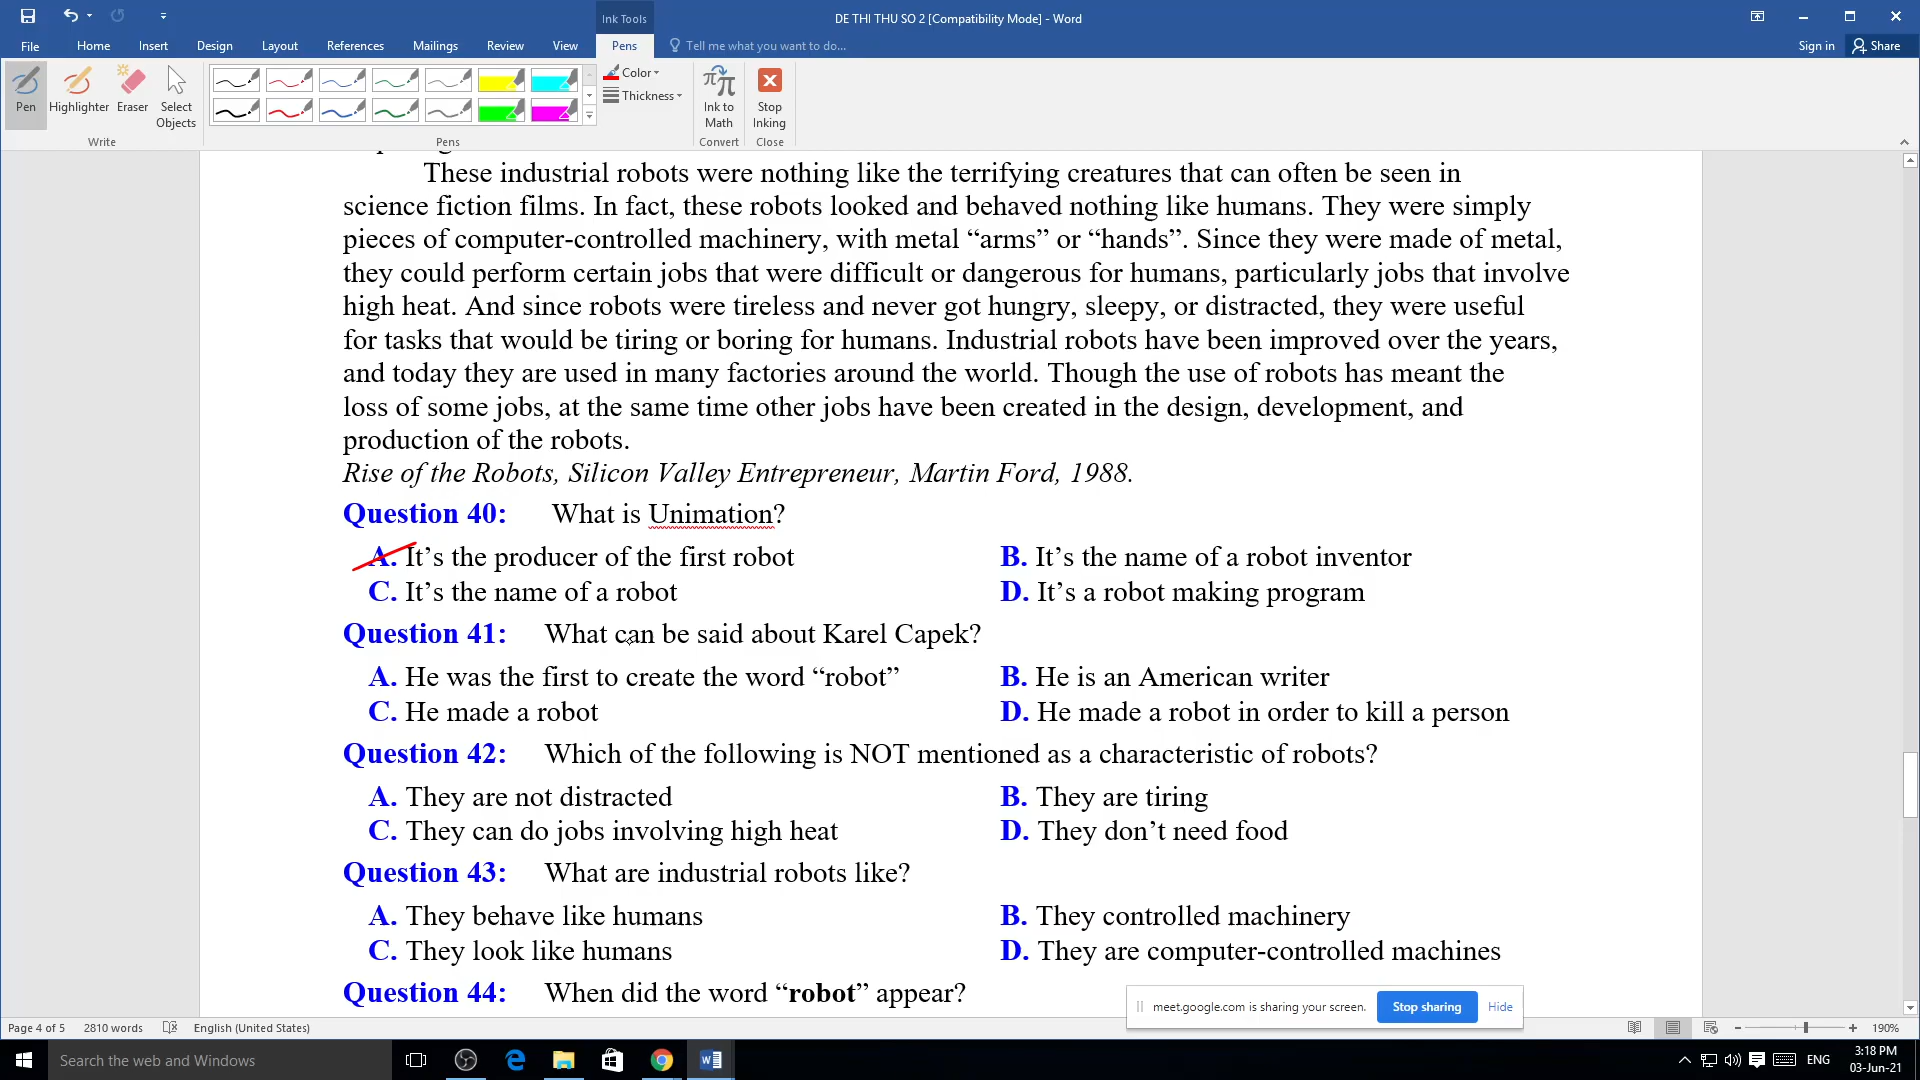 DE THI THU SO 2 [Compatibility Mode] - Word
Ink Tools
File
Home
Insert
Design
Layout
References
Mailings
Review
View
Pens
Tell me what you want to do...
Sign in
Share
Pen
Highlighter
Eraser
Select Objects
Color
Thickness
Ink to Math
Stop Inking
Write
Pens
Convert
Close
These industrial robots were nothing like the terrifying creatures that can often be seen in
science fiction films. In fact, these robots looked and behaved nothing like humans. They were simply
pieces of computer-controlled machinery, with metal “arms” or “hands”. Since they were made of metal,
they could perform certain jobs that were difficult or dangerous for humans, particularly jobs that involve
high heat. And since robots were tireless and never got hungry, sleepy, or distracted, they were useful
for tasks that would be tiring or boring for humans. Industrial robots have been improved over the years,
and today they are used in many factories around the world. Though the use of robots has meant the
loss of some jobs, at the same time other jobs have been created in the design, development, and
production of the robots.
Rise of the Robots, Silicon Valley Entrepreneur, Martin Ford, 1988.
Question 40: What is Unimation?
A. It’s the producer of the first robot B. It’s the name of a robot inventor
C. It’s the name of a robot D. It’s a robot making program
Question 41: What can be said about Karel Capek?
A. He was the first to create the word “robot” B. He is an American writer
C. He made a robot D. He made a robot in order to kill a person
Question 42: Which of the following is NOT mentioned as a characteristic of robots?
A. They are not distracted B. They are tiring
C. They can do jobs involving high heat D. They don’t need food
Question 43: What are industrial robots like?
A. They behave like humans B. They controlled machinery
C. They look like humans D. They are computer-controlled machines
Question 44: When did the word “robot” appear?
meet.google.com is sharing your screen.
Stop sharing
Hide
Page 4 of 5
2810 words
English (United States)
190%
Search the web and Windows
ENG
3:18 PM
03-Jun-21